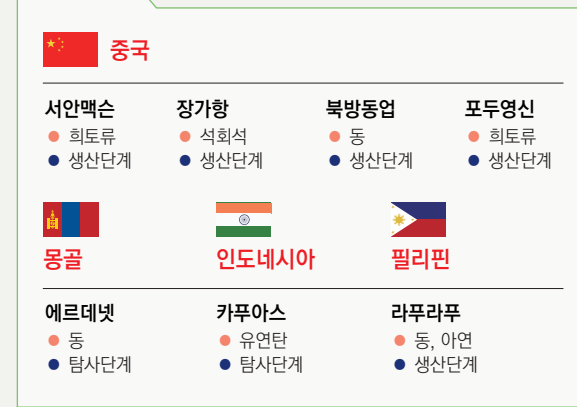 중국
서안맥슨 장가항 북방동업 포두영신
● 희토류 ● 석회석 ● 동 ● 희토류
● 생산단계 ● 생산단계 ● 생산단계 ● 생산단계
몽골 인도네시아 필리핀
에르데넷 카푸아스 라푸라푸
● 동 ● 유연탄 ● 동, 아연
● 탐사단계 ● 탐사단계 ● 생산단계